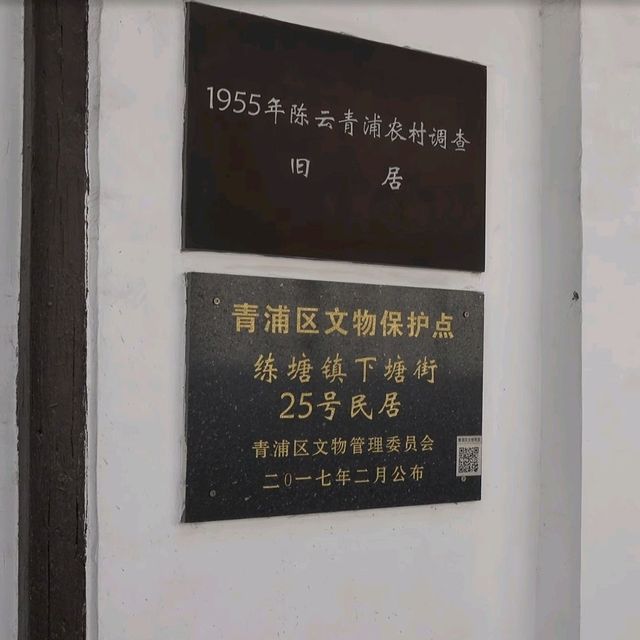 1955年陈云青浦农村调查
旧 居
青浦区文物保护点
练塘镇下塘街
25号民居
青浦区文物管理委员会
二〇一七年二月公布